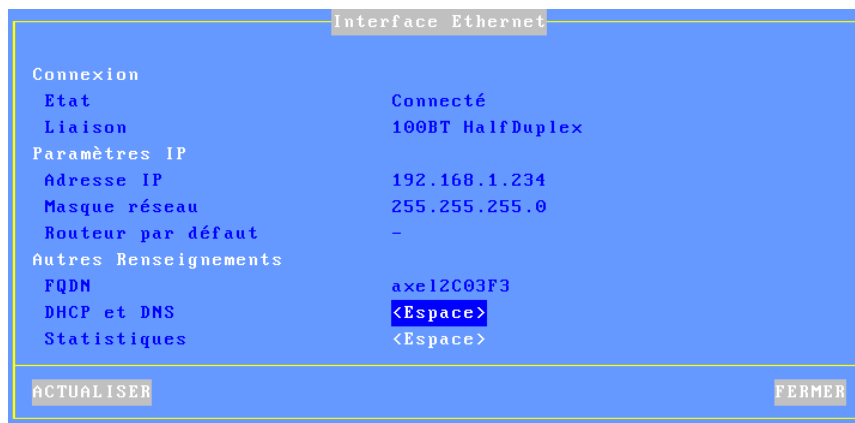 Interface Ethernet
Connexion
Etat Connecté
Liaison 100BT HalfDuplex
Paramètres IP
Adresse IP 192.168.1.234
Masque réseau 255.255.255.0
Routeur par défaut -
Autres Renseignements
FQDN axel2C03F3
DHCP et DNS <Espace>
Statistiques <Espace>
ACTUALISER FERMER